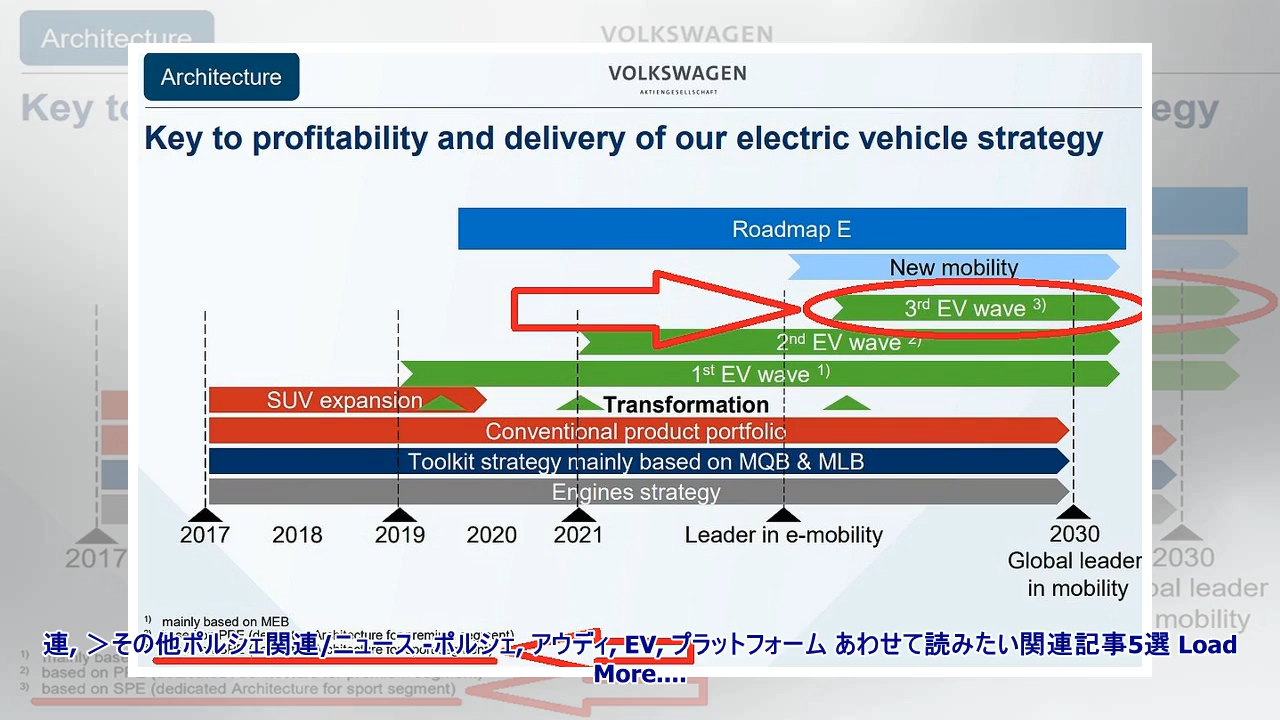 Architecture
VOLKSWAGEN
AKTIENGESELLSCHAFT
Key to profitability and delivery of our electric vehicle strategy
Roadmap E
New mobility
3rd EV wave 3)
2nd EV wave 2)
1st EV wave 1)
SUV expansion
Transformation
Conventional product portfolio
Toolkit strategy mainly based on MQB & MLB
Engines strategy
2017 2018 2019 2020 2021 Leader in e-mobility 2030
Global leader
in mobility
1) mainly based on MEB
連, ＞その他ポルシェ関連,ニュース, ポルシェ, アウディ, EV, プラットフォーム あわせて読みたい関連記事5選 Load
More....
3) based on SPE (dedicated Architecture for sport segment)